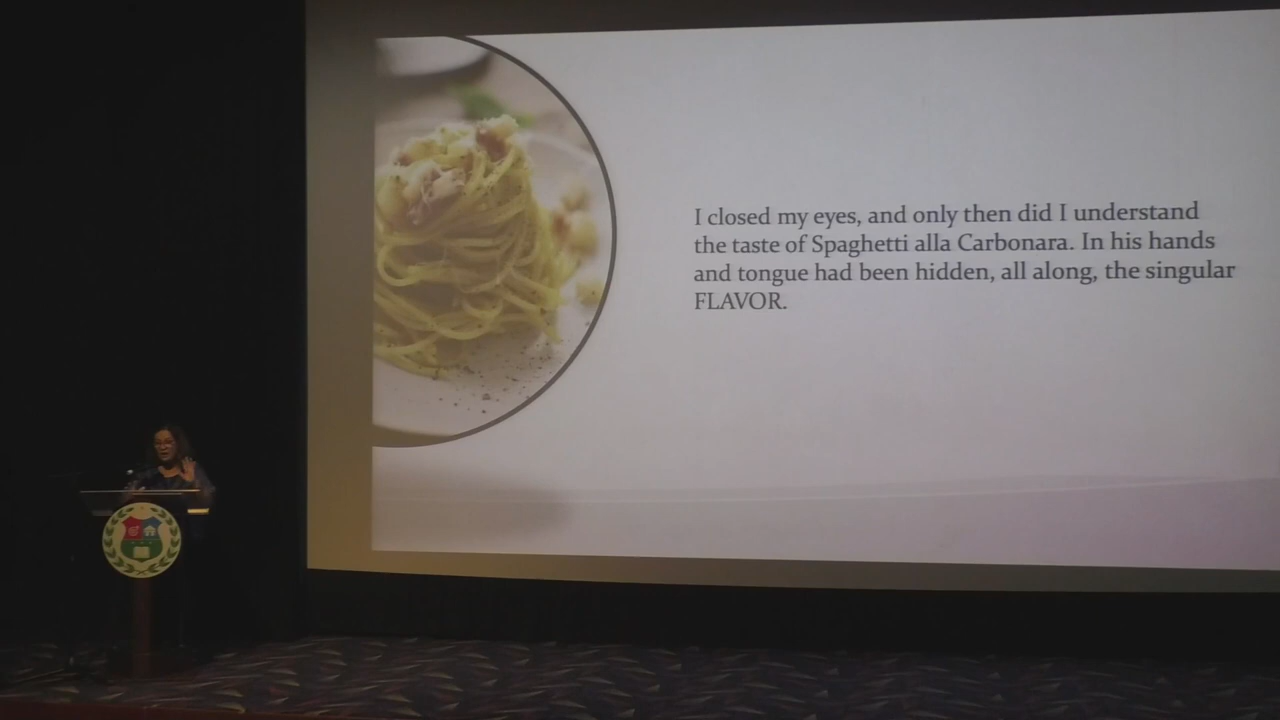 I closed my eyes, and only then did I understand
the taste of Spaghetti alla Carbonara. In his hands
and tongue had been hidden, all along, the singular
FLAVOR.